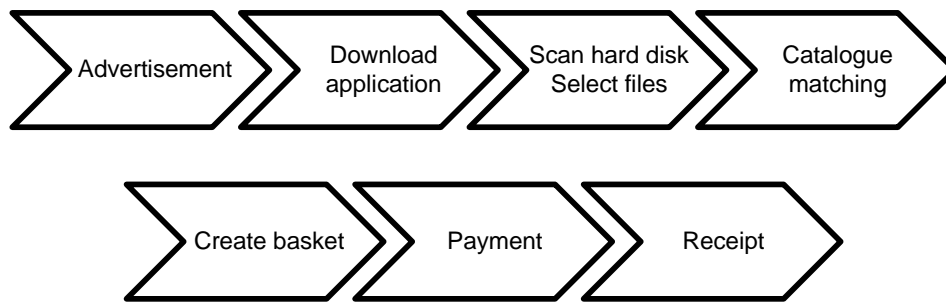 Advertisement
Download
application
Scan hard disk
Select files
Catalogue
matching
Create basket
Payment
Receipt